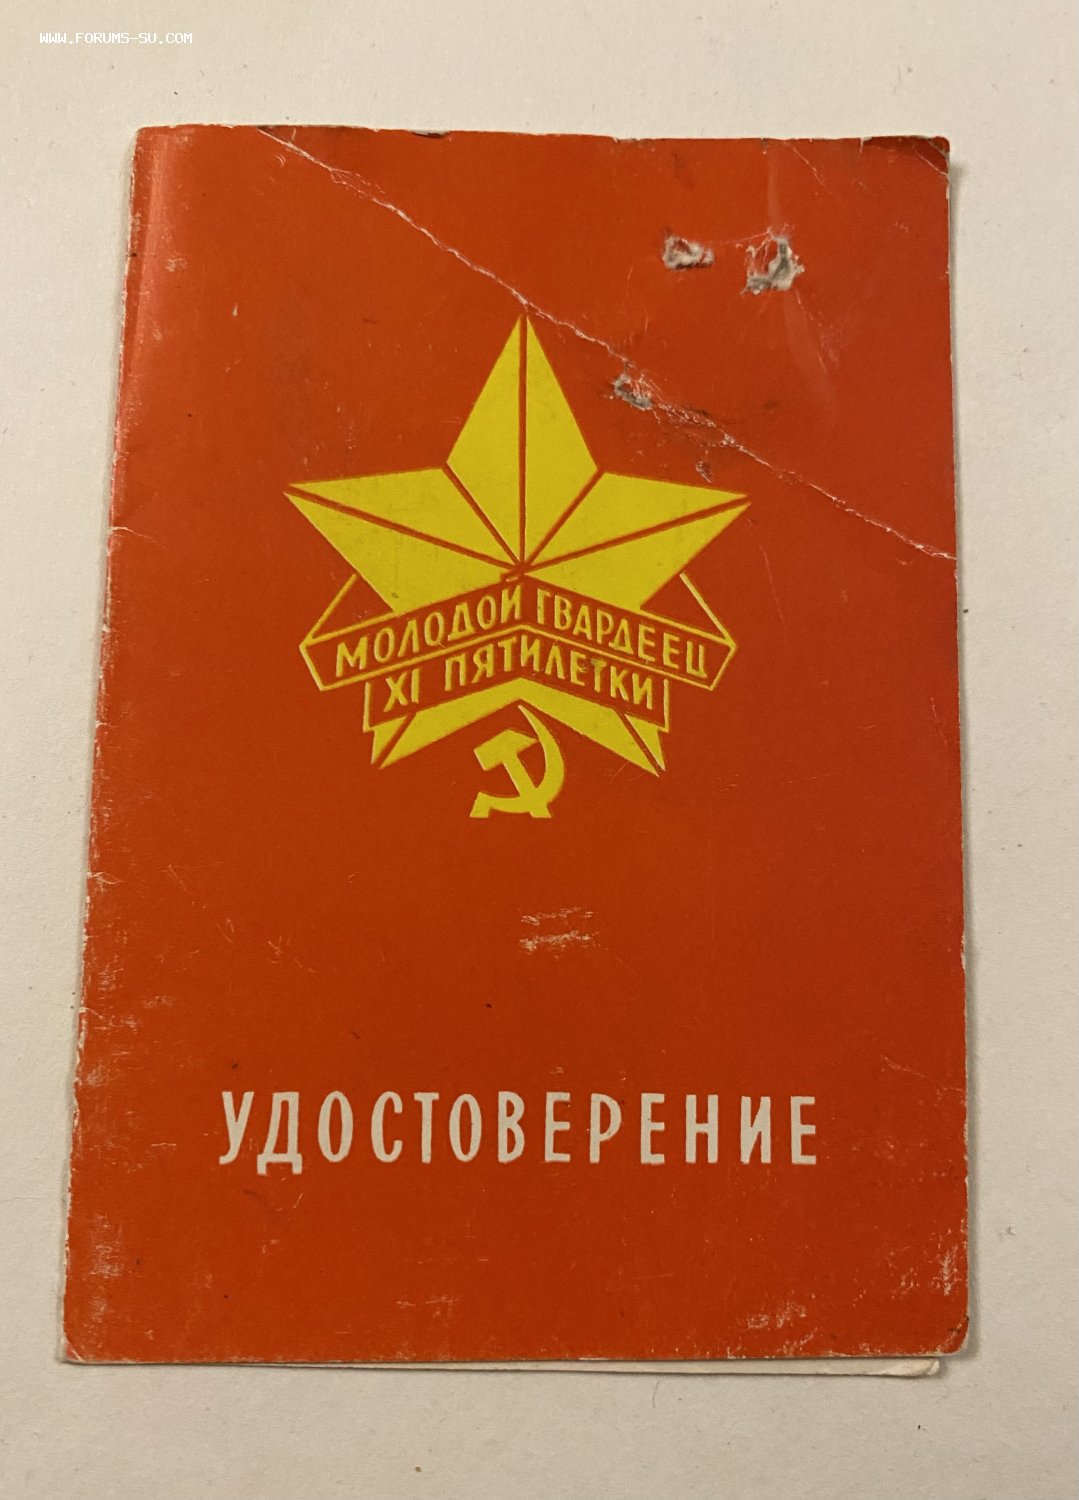 WWW.FORUMS-SU.COM
МОЛОДОЙ ГВАРДЕЕЦ
XI ПЯТИЛЕТКИ
УДОСТОВЕРЕНИЕ